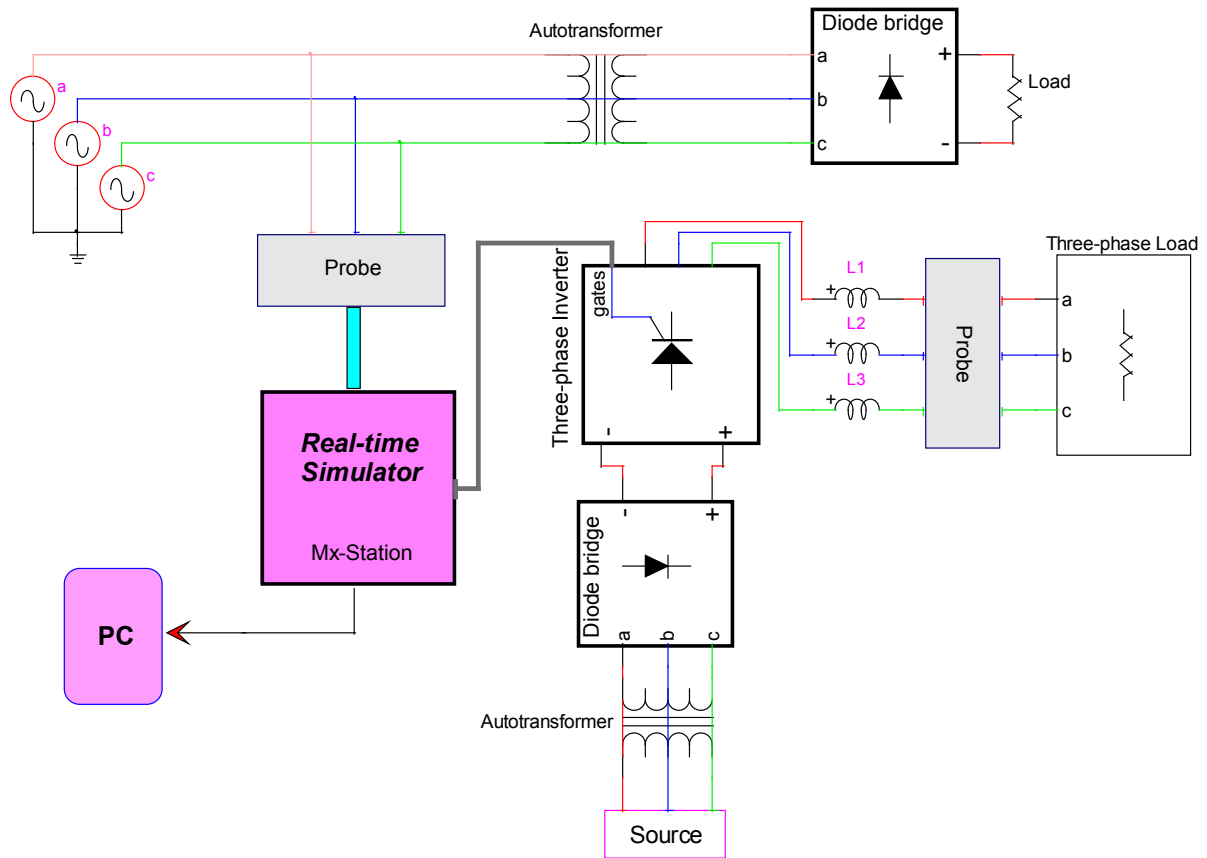 Autotransformer
Diode bridge
a
b
c
+
-
Load
a
b
c
Probe
Three-phase Inverter
gates
-
+
L1
+
L2
+
L3
+
Probe
Three-phase Load
a
b
c
Real-time
Simulator
Mx-Station
PC
Diode bridge
-
+
a
b
c
Autotransformer
Source